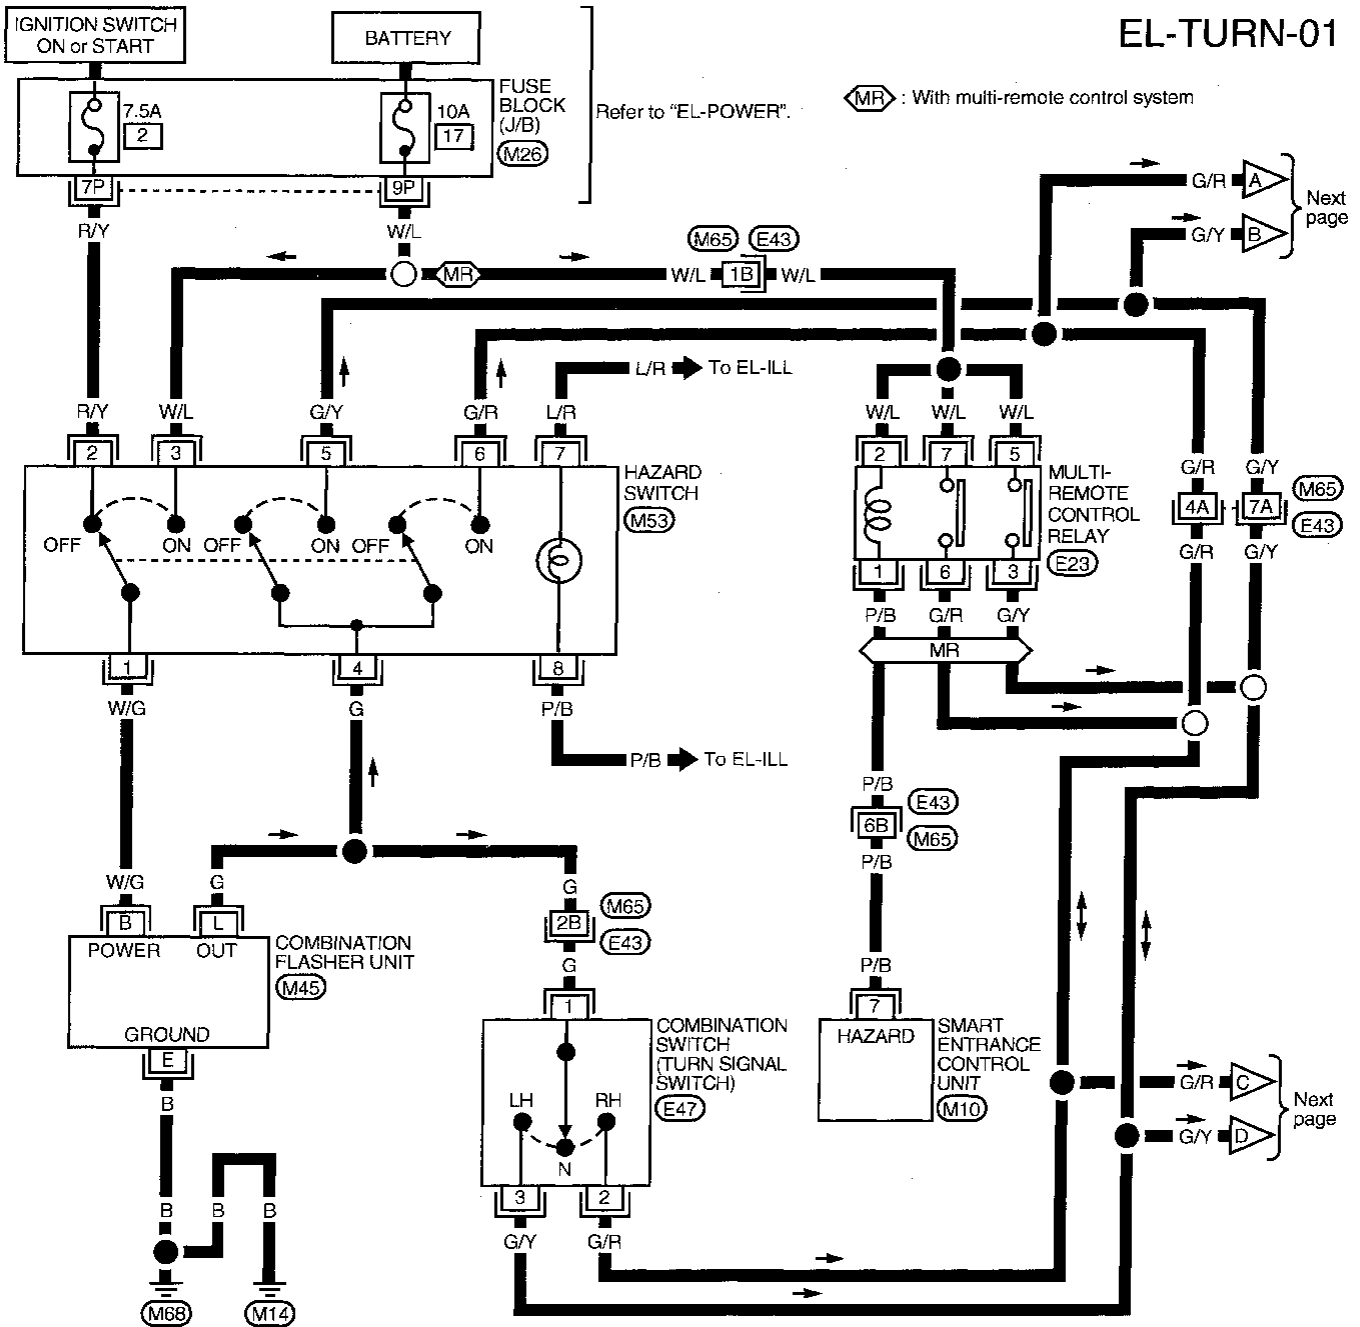 EL-TURN-01
IGNITION SWITCH
ON or START
BATTERY
7.5A
2
10A
17
FUSE
BLOCK
(J/B)
M26
Refer to "EL-POWER".
MR : With multi-remote control system
7P
9P
R/Y
W/L
G/R
A
G/Y
B
Next
page
MR
M65
E43
W/L
1B
W/L
L/R
To EL-ILL
R/Y
W/L
G/Y
G/R
L/R
W/L
W/L
W/L
2
3
5
6
7
HAZARD
SWITCH
M53
OFF
ON
OFF
ON
OFF
ON
2
7
5
MULTI-
REMOTE
CONTROL
RELAY
E23
1
6
3
G/R
G/Y
4A
7A
M65
E43
G/R
G/Y
P/B
G/R
G/Y
MR
1
4
8
W/G
G
P/B
P/B
To EL-ILL
P/B
6B
E43
M65
P/B
P/B
W/G
G
B
L
POWER
OUT
GROUND
E
COMBINATION
FLASHER UNIT
M45
G
2B
M65
E43
G
1
COMBINATION
SWITCH
(TURN SIGNAL
SWITCH)
E47
LH
RH
N
3
2
G/Y
G/R
7
HAZARD
SMART
ENTRANCE
CONTROL
UNIT
M10
G/R
C
G/Y
D
Next
page
B
B
B
B
M68
M14